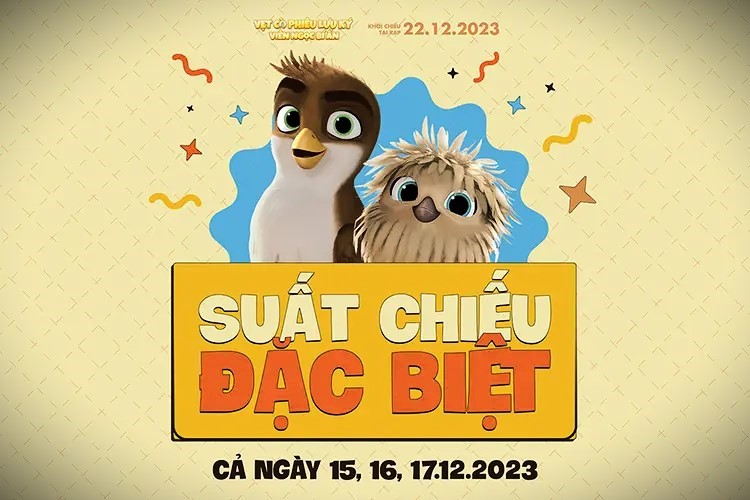 VẸT CỔ PHIÊU LƯU KÝ
VIÊN NGỌC BÍ ẨN
KHỞI CHIẾU
TẠI RẠP
22.12.2023
SUẤT CHIẾU
ĐẶC BIỆT
CẢ NGÀY 15, 16, 17.12.2023